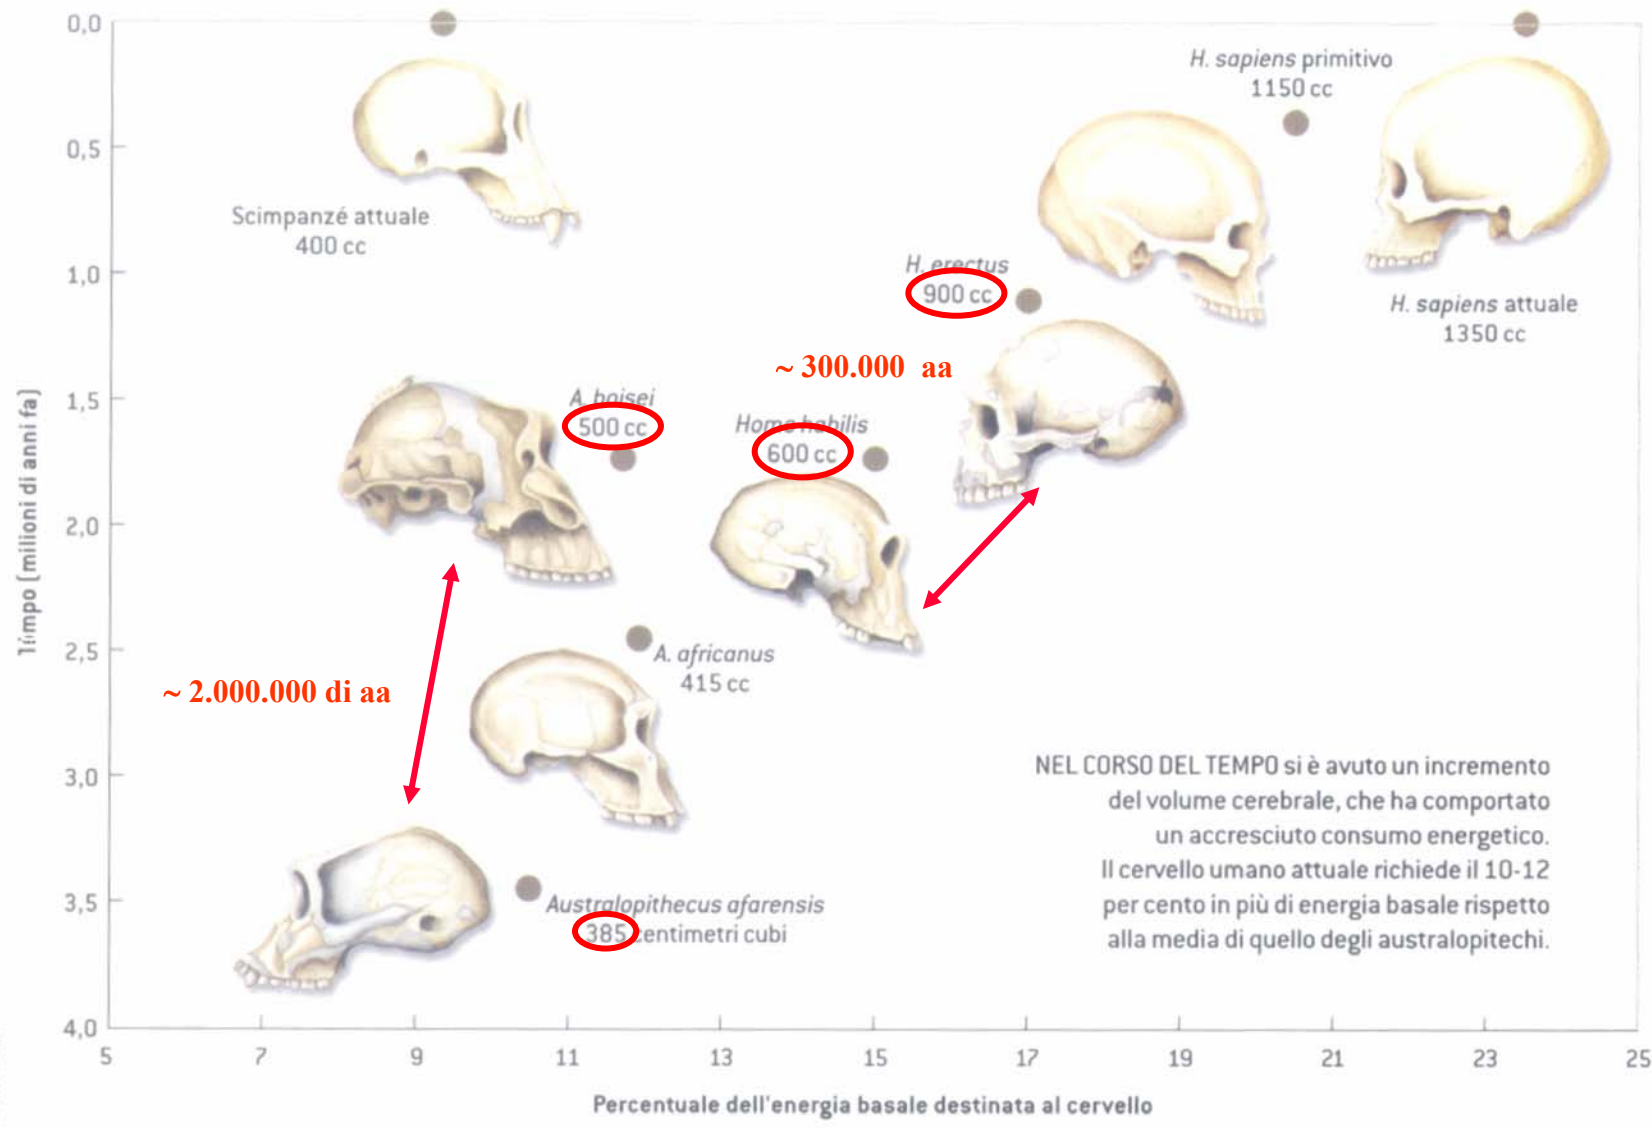 0,0
H. sapiens primitivo
1150 cc
0,5
Scimpanzé attuale
400 cc
1,0
H. erectus
900 cc
H. sapiens attuale
1350 cc
~ 300.000 aa
1,5
A. boisei
500 cc
Homo habilis
600 cc
2,0
Tempo (milioni di anni fa)
2,5
A. africanus
415 cc
~ 2.000.000 di aa
3,0
NEL CORSO DEL TEMPO si è avuto un incremento
del volume cerebrale, che ha comportato
un accresciuto consumo energetico.
Il cervello umano attuale richiede il 10-12
per cento in più di energia basale rispetto
alla media di quello degli australopitechi.
3,5
Australopithecus afarensis
385 centimetri cubi
4,0
5 7 9 11 13 15 17 19 21 23 25
Percentuale dell'energia basale destinata al cervello